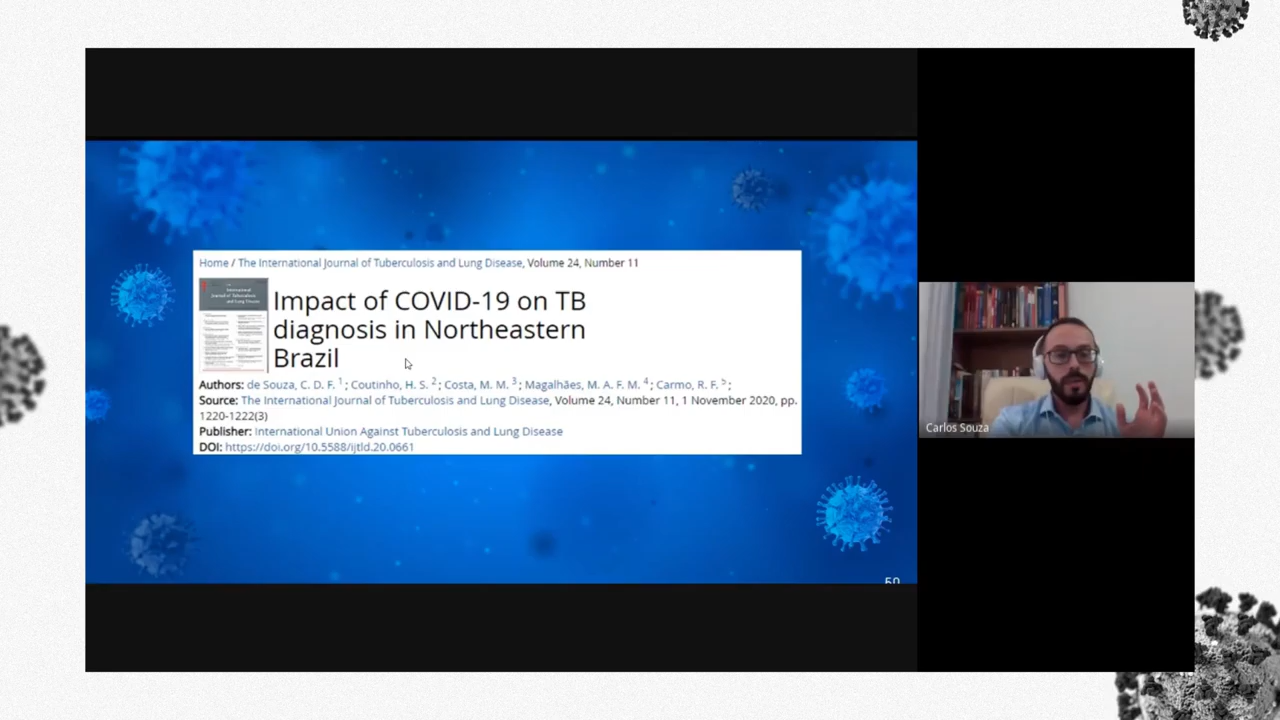 Home / The International Journal of Tuberculosis and Lung Disease, Volume 24, Number 11
Impact of COVID-19 on TB
diagnosis in Northeastern
Brazil
Authors: de Souza, C. D. F. 1 ; Coutinho, H. S. 2 ; Costa, M. M. 3 ; Magalhães, M. A. F. M. 4 ; Carmo, R. F. 5 ;
Source: The International Journal of Tuberculosis and Lung Disease, Volume 24, Number 11, 1 November 2020, pp.
1220-1222(3)
Publisher: International Union Against Tuberculosis and Lung Disease
DOI: https://doi.org/10.5588/ijtld.20.0661
Carlos Souza